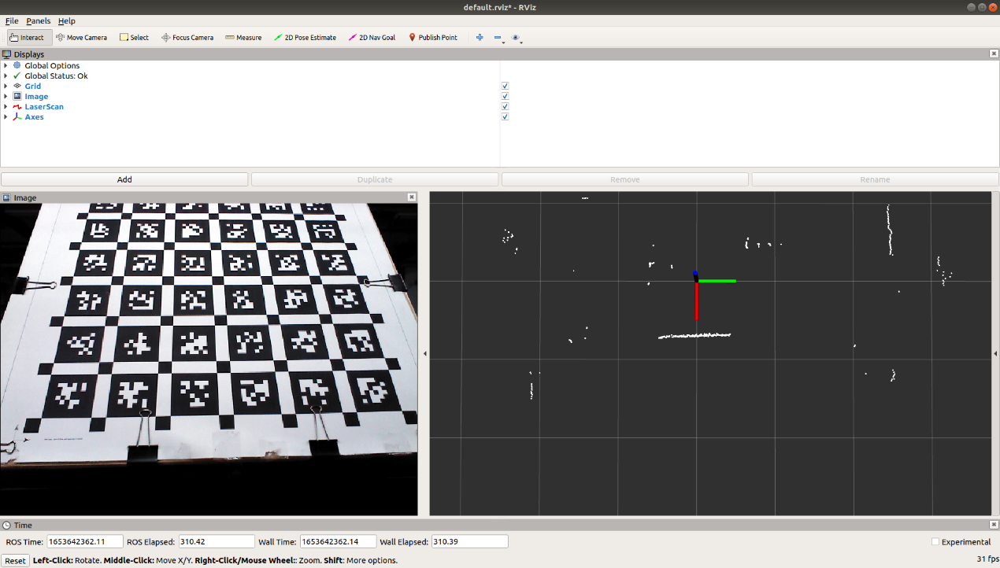 default.rviz* - RViz
File Panels Help
Interact Move Camera Select Focus Camera Measure 2D Pose Estimate 2D Nav Goal Publish Point
Displays
Global Options
Global Status: Ok
Grid
Image
LaserScan
Axes
Add Duplicate Remove Rename
Image
Time
ROS Time: 1653642362.11 ROS Elapsed: 310.42 Wall Time: 1653642362.14 Wall Elapsed: 310.39 Experimental
Reset Left-Click: Rotate. Middle-Click: Move X/Y. Right-Click/Mouse Wheel:: Zoom. Shift: More options. 31 fps